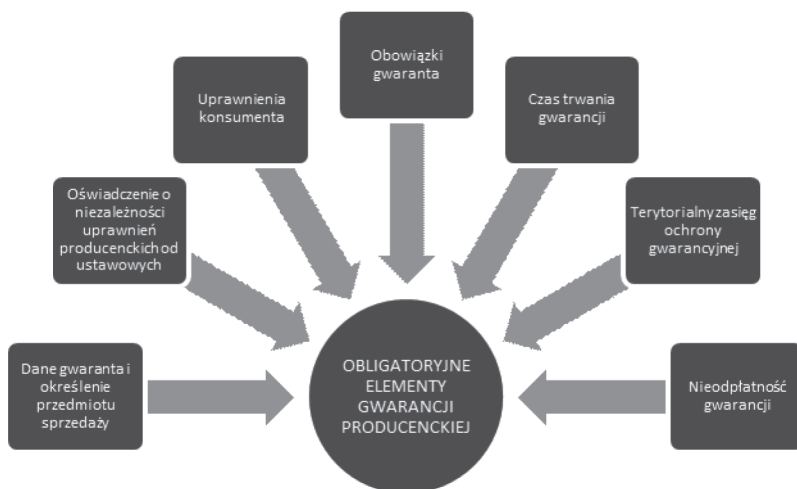 Obowiązki
gwaranta
Uprawnienia
konsumenta
Czas trwania
gwarancji
Oświadczenie o
niezależności
uprawnień
producenckich od
ustawowych
Terytorialny zasięg
ochrony
gwarancyjnej
Dane gwaranta i
określenie
przedmiotu
sprzedaży
OBLIGATORYJNE
ELEMENTY
GWARANCJI
PRODUCENCKIEJ
Nieodpłatność
gwarancji